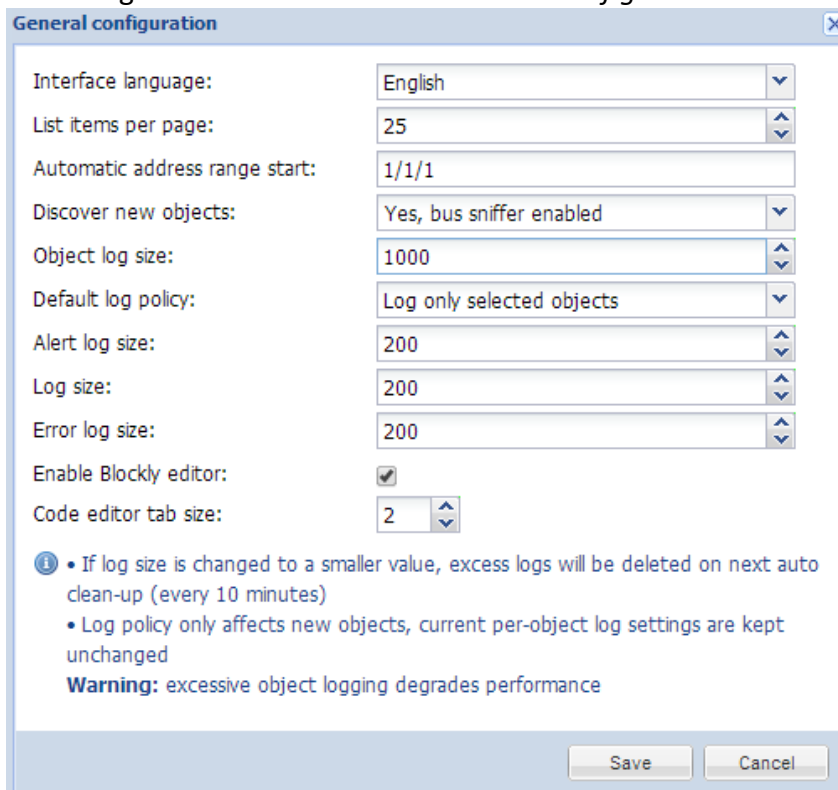 General configuration
Interface language: English
List items per page: 25
Automatic address range start: 1/1/1
Discover new objects: Yes, bus sniffer enabled
Object log size: 1000
Default log policy: Log only selected objects
Alert log size: 200
Log size: 200
Error log size: 200
Enable Blockly editor:
Code editor tab size: 2
• If log size is changed to a smaller value, excess logs will be deleted on next auto
clean-up (every 10 minutes)
• Log policy only affects new objects, current per-object log settings are kept
unchanged
Warning: excessive object logging degrades performance
Save Cancel